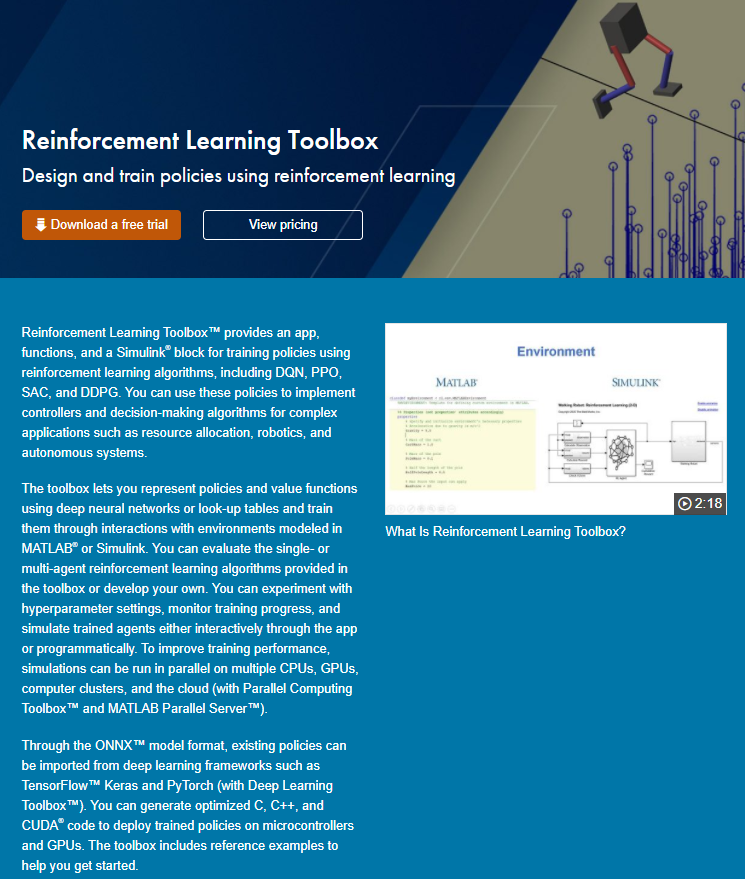 Reinforcement Learning Toolbox
Design and train policies using reinforcement learning
Download a free trial
View pricing
Reinforcement Learning Toolbox™ provides an app,
functions, and a Simulink® block for training policies using
reinforcement learning algorithms, including DQN, PPO,
SAC, and DDPG. You can use these policies to implement
controllers and decision-making algorithms for complex
applications such as resource allocation, robotics, and
autonomous systems.
The toolbox lets you represent policies and value functions
using deep neural networks or look-up tables and train
them through interactions with environments modeled in
MATLAB® or Simulink. You can evaluate the single- or
multi-agent reinforcement learning algorithms provided in
the toolbox or develop your own. You can experiment with
hyperparameter settings, monitor training progress, and
simulate trained agents either interactively through the app
or programmatically. To improve training performance,
simulations can be run in parallel on multiple CPUs, GPUs,
computer clusters, and the cloud (with Parallel Computing
Toolbox™ and MATLAB Parallel Server™).
Through the ONNX™ model format, existing policies can
be imported from deep learning frameworks such as
TensorFlow™ Keras and PyTorch (with Deep Learning
Toolbox™). You can generate optimized C, C++, and
CUDA® code to deploy trained policies on microcontrollers
and GPUs. The toolbox includes reference examples to
help you get started.
Environment
MATLAB®
SIMULINK®
2:18
What Is Reinforcement Learning Toolbox?